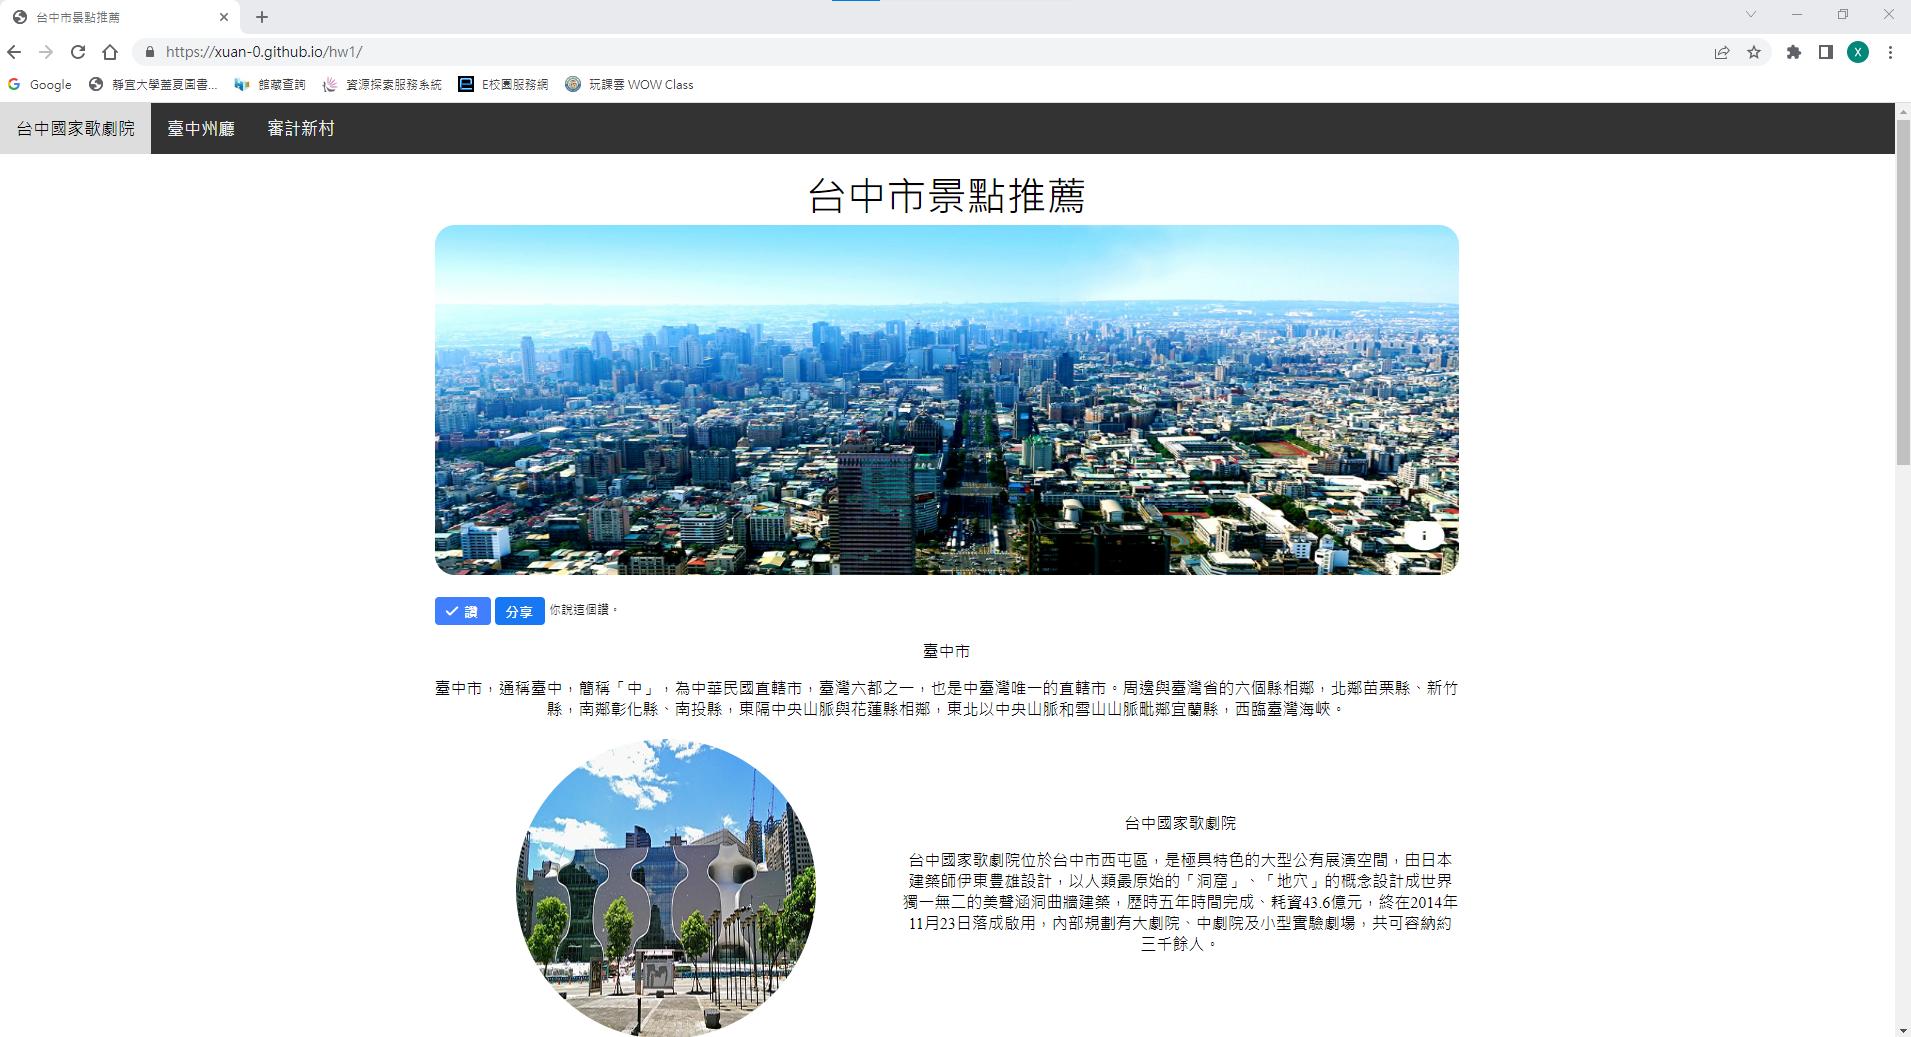 台中市景點推薦
https://xuan-0.github.io/hw1/
X
Google 靜宜大學蓋夏圖書... 館藏查詢 資源探索服務系統 E校園服務網 玩課雲 WOW Class
台中國家歌劇院 臺中州廳 審計新村
台中市景點推薦
讚 分享 你說這個讚。
臺中市
臺中市，通稱臺中，簡稱「中」，為中華民國直轄市，臺灣六都之一，也是中臺灣唯一的直轄市。周邊與臺灣省的六個縣相鄰，北鄰苗栗縣、新竹
縣，南鄰彰化縣、南投縣，東隔中央山脈與花蓮縣相鄰，東北以中央山脈和雪山山脈毗鄰宜蘭縣，西臨臺灣海峽。
台中國家歌劇院
台中國家歌劇院位於台中市西屯區，是極具特色的大型公有展演空間，由日本
建築師伊東豊雄設計，以人類最原始的「洞窟」、「地穴」的概念設計成世界
獨一無二的美聲涵洞曲牆建築，歷時五年時間完成、耗資43.6億元，終在2014年
11月23日落成啟用，內部規劃有大劇院、中劇院及小型實驗劇場，共可容納約
三千餘人。